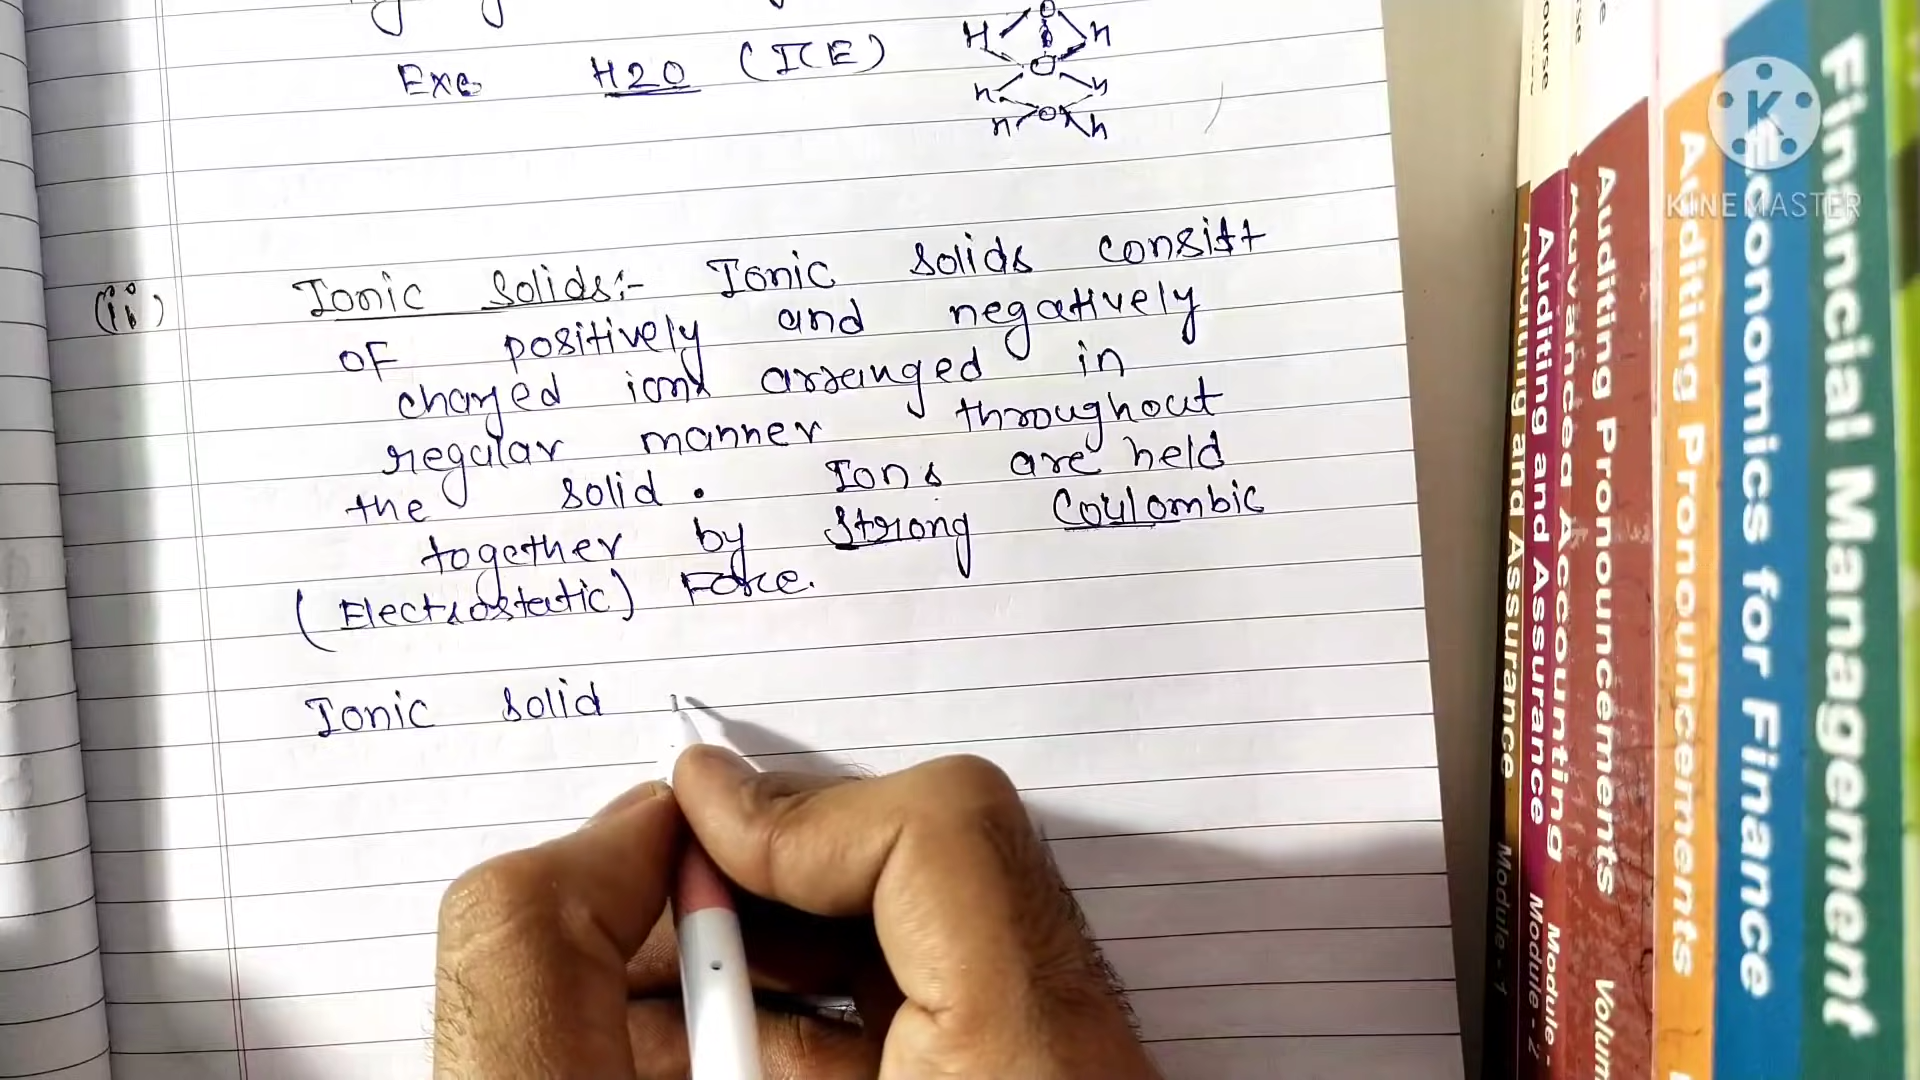 Exe. H2O (ICE)
H O H
O
H H
H O H
(ii) Ionic Solids:- Ionic solids consist
of positively and negatively
charged ions arranged in
regular manner throughout
the solid. Ions are held
together by strong Coulombic
(Electrostatic) Force.
Ionic solid
Auditing and Assurance Module - 1
Auditing and Assurance Module - 2
Advanced Accounting Module -
Auditing Pronouncements Volum
Auditing Pronouncements
Economics for Finance
Financial Management
K
KINEMASTER